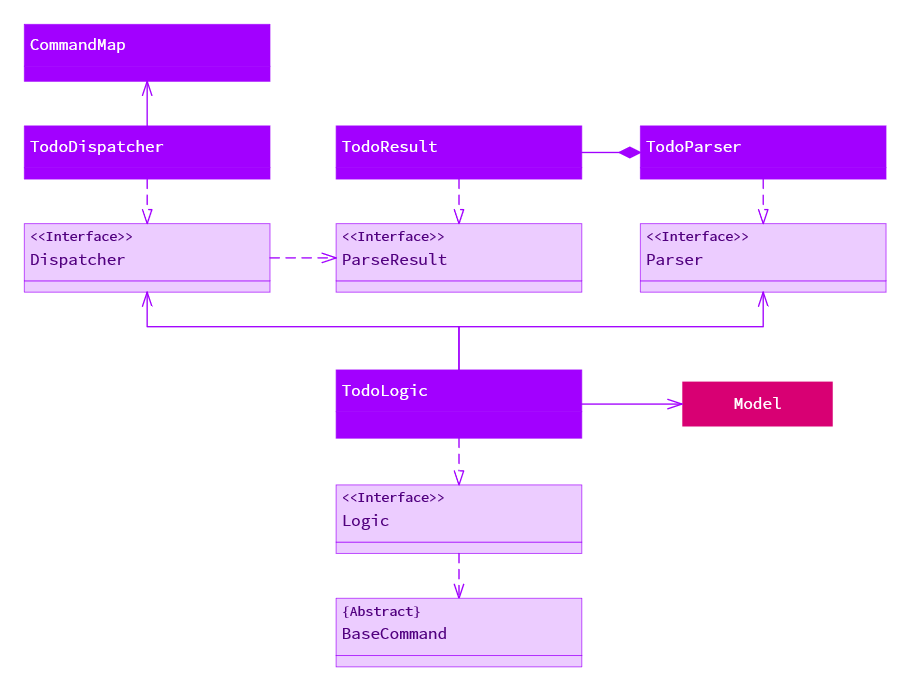 CommandMap
TodoDispatcher
TodoResult
TodoParser
<<Interface>>
Dispatcher
<<Interface>>
ParseResult
<<Interface>>
Parser
TodoLogic
Model
<<Interface>>
Logic
{Abstract}
BaseCommand